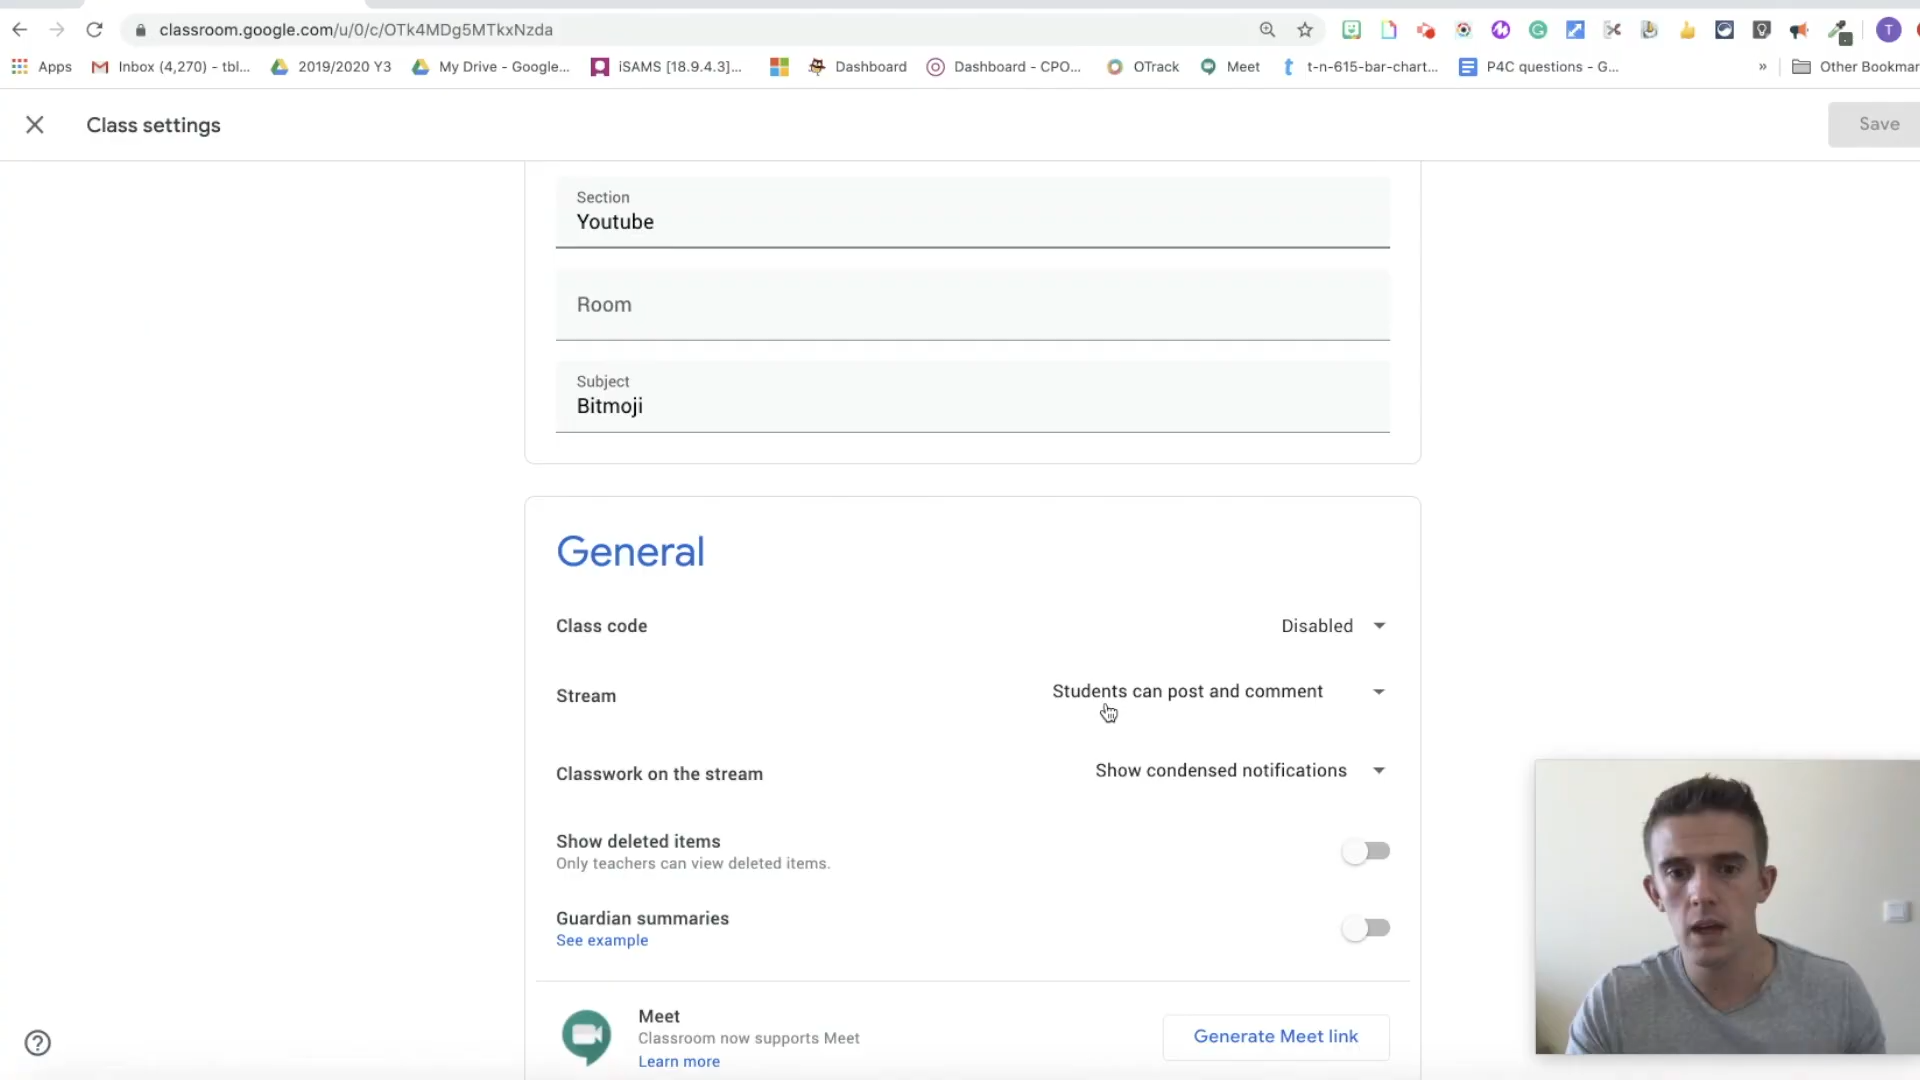 classroom.google.com/u/0/c/OTk4MDg5MTkxNzda
T
Apps
Inbox (4,270) - tbl...
2019/2020 Y3
My Drive - Google...
iSAMS [18.9.4.3]...
Dashboard
Dashboard - CPO...
OTrack
Meet
t-n-615-bar-chart...
P4C questions - G...
»
Other Bookmar
Class settings
Save
Section
Youtube
Room
Subject
Bitmoji
General
Class code
Disabled
Stream
Students can post and comment
Classwork on the stream
Show condensed notifications
Show deleted items
Only teachers can view deleted items.
Guardian summaries
See example
Meet
Classroom now supports Meet
Learn more
Generate Meet link